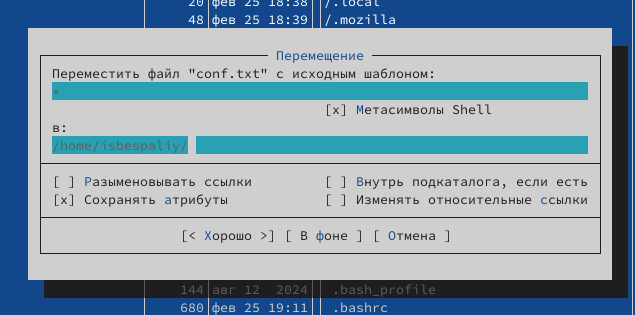 20 фев 25 18:38 /.local
48 фев 25 18:39 /.mozilla
Перемещение
Переместить файл "conf.txt" с исходным шаблоном:
*
[x] Метасимволы Shell
в:
/home/isbespaliy/
[ ] Разыменовывать ссылки [ ] Внутрь подкаталога, если есть
[x] Сохранять атрибуты [ ] Изменять относительные ссылки
[< Хорошо >] [ В фоне ] [ Отмена ]
144 авг 12 2024 .bash_profile
680 фев 25 19:11 .bashrc